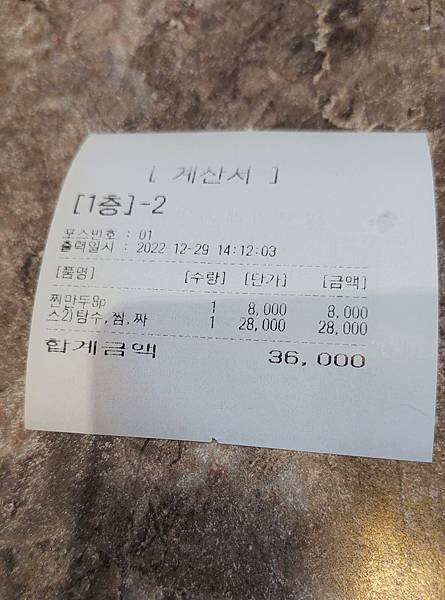 [ 계산서 ]
[1층]-2
포스번호 : 01
출력일시 : 2022-12-29 14:12:03
[품명] [수량] [단가] [금액]
찐만두8p 1 8,000 8,000
스2)탕수,쩜,짜 1 28,000 28,000
합계금액 36,000